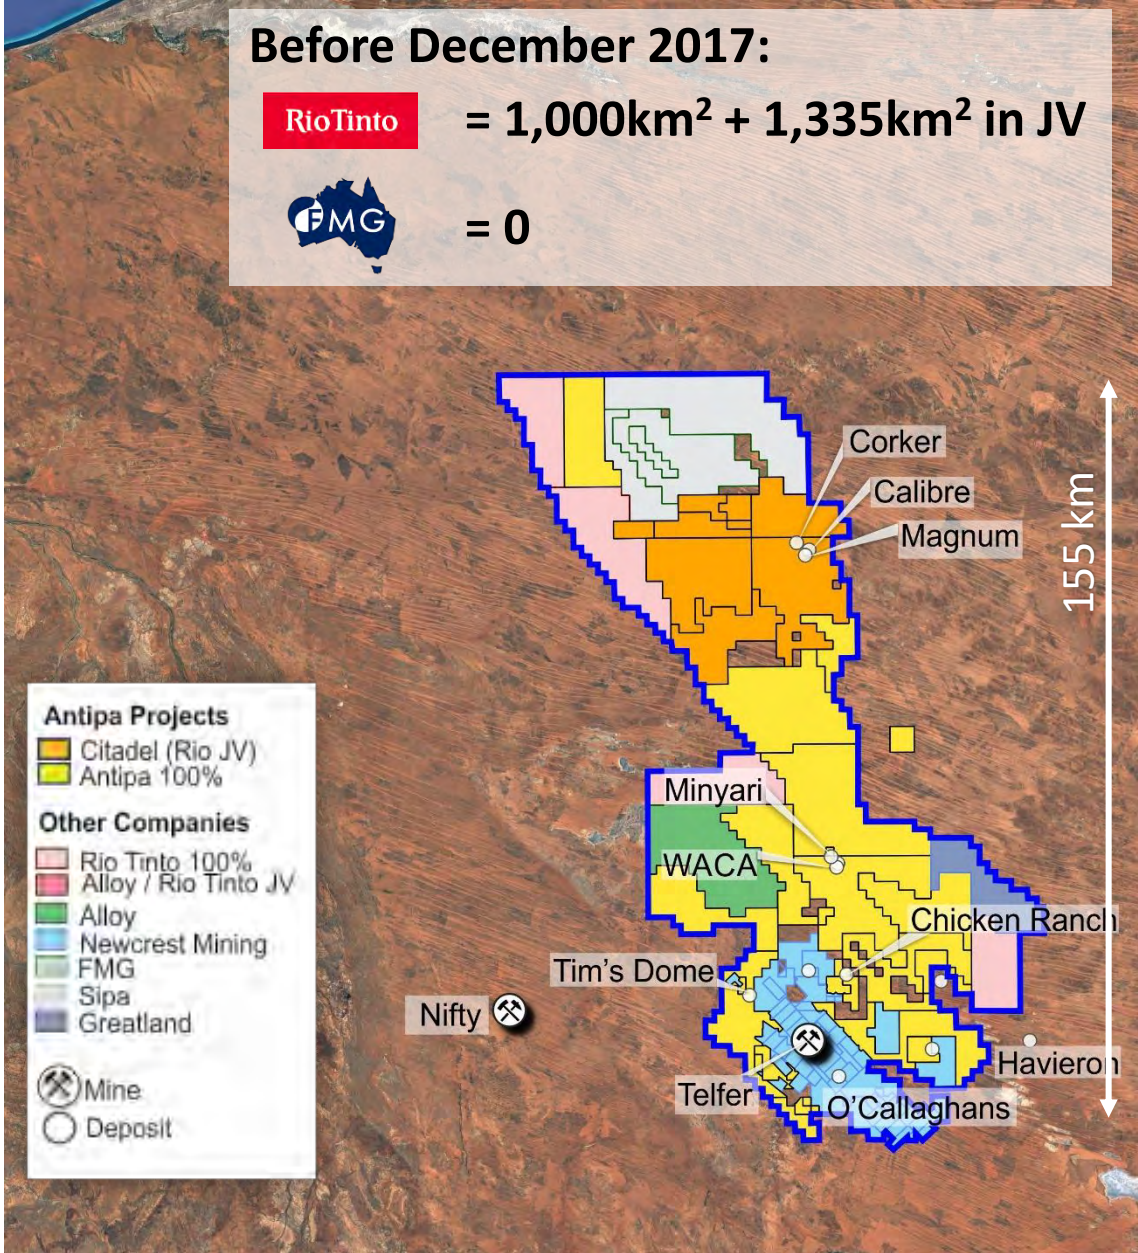 Before December 2017:
RioTinto = 1,000km² + 1,335km² in JV
FMG = 0
Corker
Calibre
Magnum
155 km
Antipa Projects
Citadel (Rio JV)
Antipa 100%
Other Companies
Rio Tinto 100%
Alloy / Rio Tinto JV
Alloy
Newcrest Mining
FMG
Sipa
Greatland
Mine
Deposit
Minyari
WACA
Chicken Ranch
Tim's Dome
Nifty
Havieron
Telfer
O'Callaghans